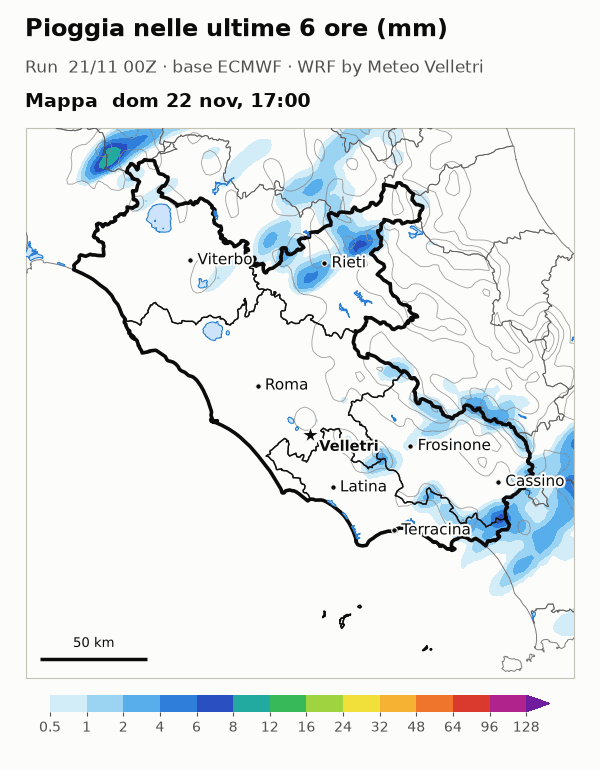 Pioggia nelle ultime 6 ore (mm)
Run 21/11 00Z · base ECMWF · WRF by Meteo Velletri
Mappa dom 22 nov, 17:00
Viterbo
Rieti
Roma
Velletri
Frosinone
Latina
Cassino
Terracina
50 km
0.5 1 2 4 6 8 12 16 24 32 48 64 96 128